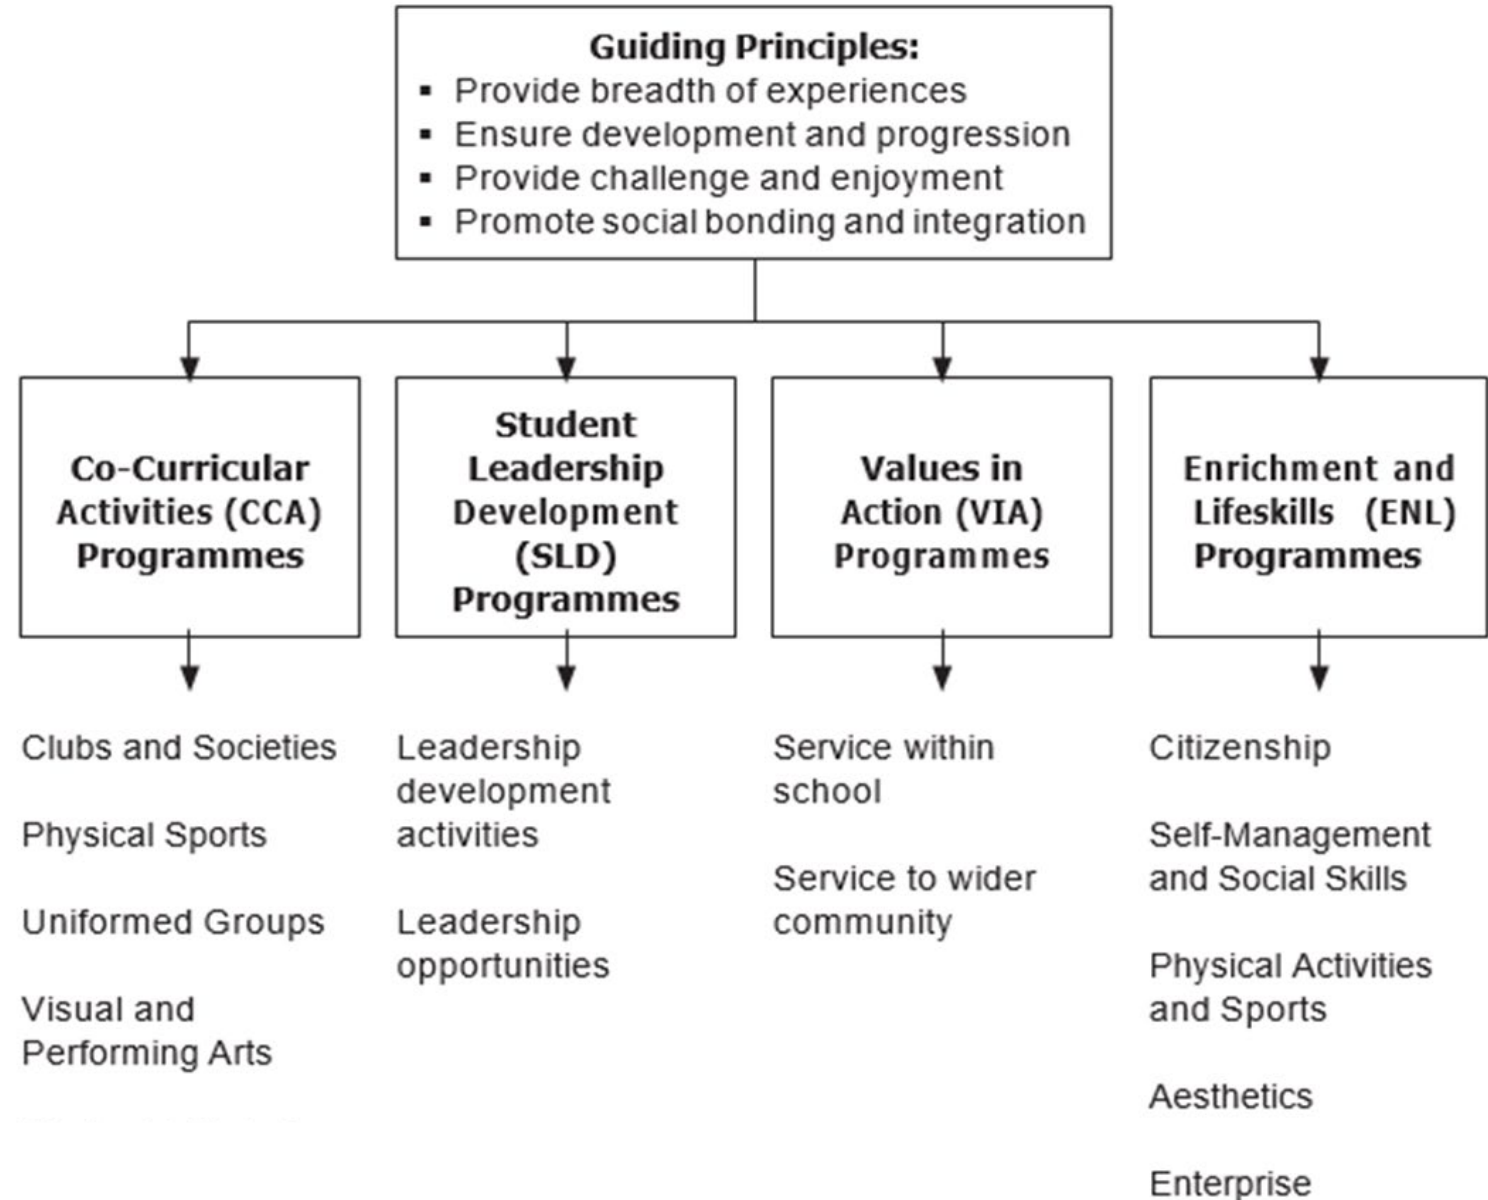 Guiding Principles:
▪ Provide breadth of experiences
▪ Ensure development and progression
▪ Provide challenge and enjoyment
▪ Promote social bonding and integration
Co-Curricular
Activities (CCA)
Programmes
Student
Leadership
Development
(SLD)
Programmes
Values in
Action (VIA)
Programmes
Enrichment and
Lifeskills (ENL)
Programmes
Clubs and Societies
Physical Sports
Uniformed Groups
Visual and
Performing Arts
Leadership
development
activities
Leadership
opportunities
Service within
school
Service to wider
community
Citizenship
Self-Management
and Social Skills
Physical Activities
and Sports
Aesthetics
Enterprise